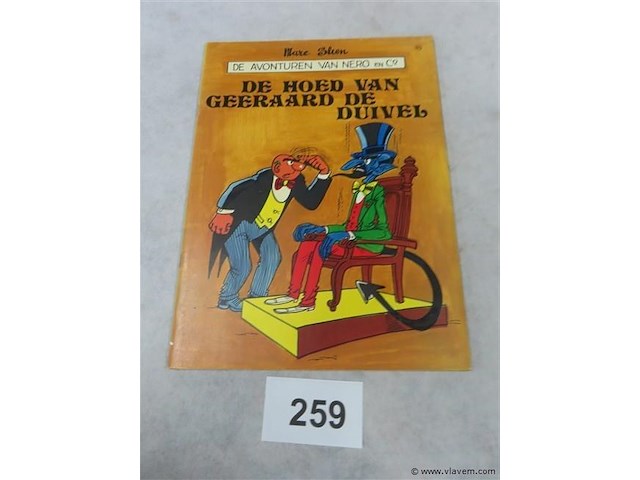 Marc Sleen
DE AVONTUREN VAN NERO EN Co
DE HOED VAN
GEERAARD DE
DUIVEL
259
© www.vlavem.com